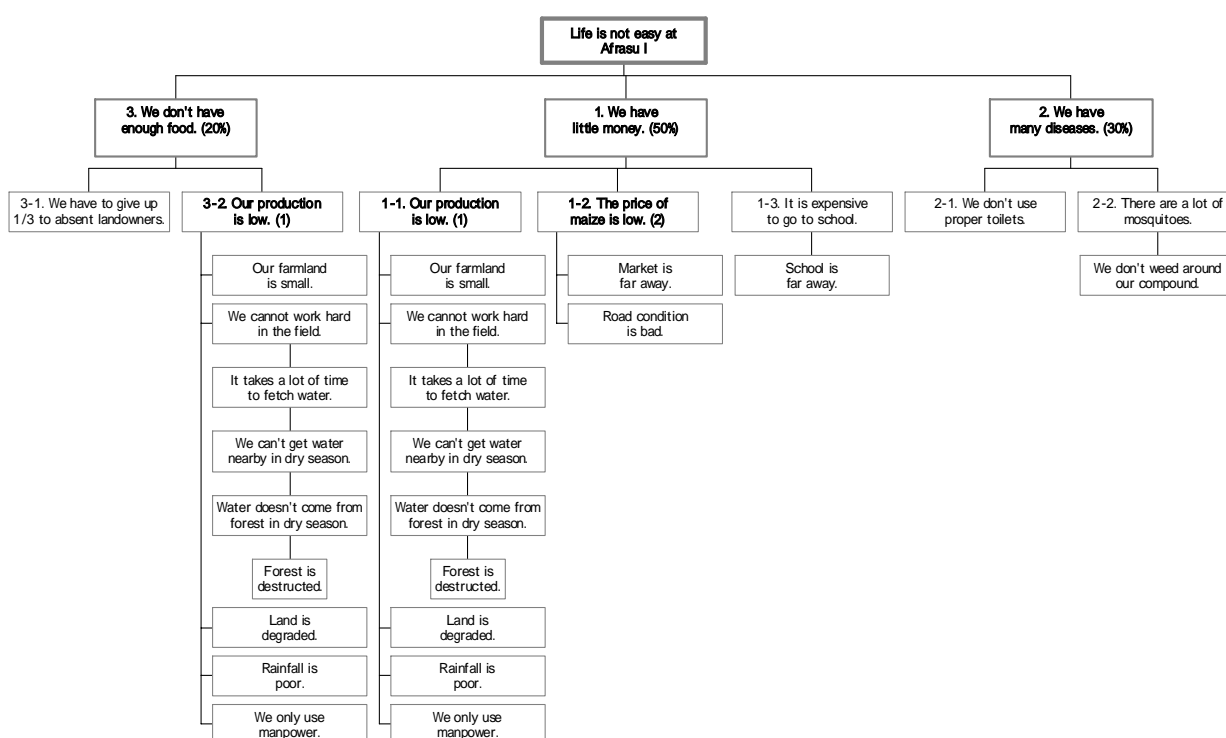 Life is not easy at
Afrasu I
3. We don't have
enough food. (20%)
1. We have
little money. (50%)
2. We have
many diseases. (30%)
3-1. We have to give up
1/3 to absent landowners.
3-2. Our production
is low. (1)
1-1. Our production
is low. (1)
1-2. The price of
maize is low. (2)
1-3. It is expensive
to go to school.
2-1. We don't use
proper toilets.
2-2. There are a lot of
mosquitoes.
Our farmland
is small.
Our farmland
is small.
Market is
far away.
School is
far away.
We don't weed around
our compound.
We cannot work hard
in the field.
We cannot work hard
in the field.
Road condition
is bad.
It takes a lot of time
to fetch water.
It takes a lot of time
to fetch water.
We can't get water
nearby in dry season.
We can't get water
nearby in dry season.
Water doesn't come from
forest in dry season.
Water doesn't come from
forest in dry season.
Forest is
destructed.
Forest is
destructed.
Land is
degraded.
Land is
degraded.
Rainfall is
poor.
Rainfall is
poor.
We only use
manpower.
We only use
manpower.